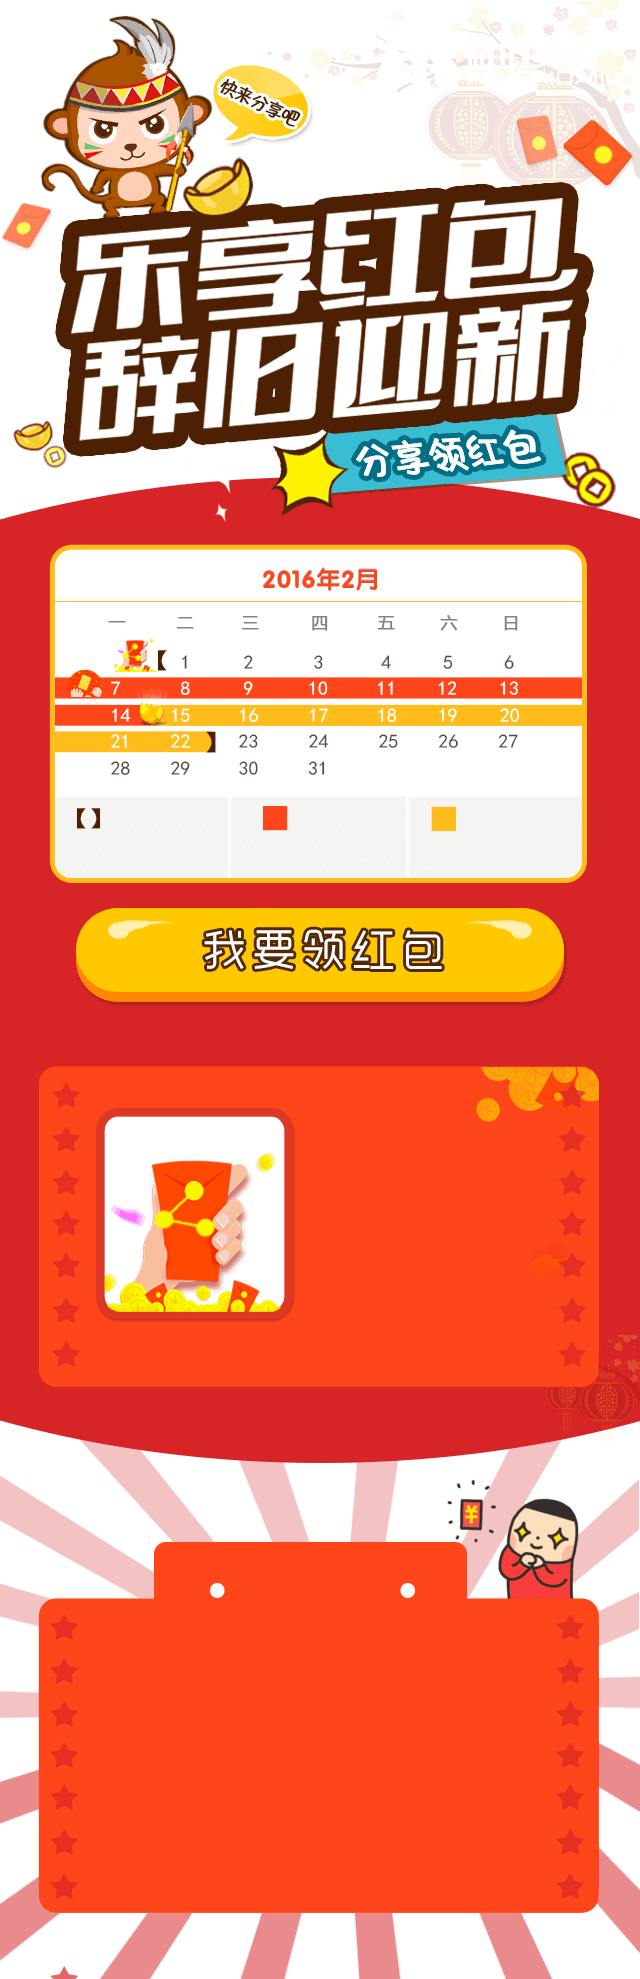 快来分享吧
乐享红包
辞旧迎新
分享领红包
2016年2月
一 二 三 四 五 六 日
1 2 3 4 5 6
7 8 9 10 11 12 13
14 15 16 17 18 19 20
21 22 23 24 25 26 27
28 29 30 31
我要领红包
¥